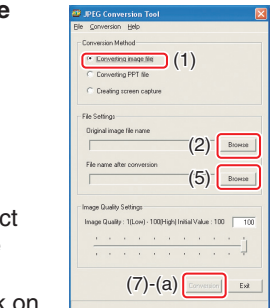 e
JPEG Conversion Tool
File Conversion Help
Conversion Method
Converting image file (1)
Converting PPT file
Creating screen capture
File Settings
Original image file name
(2) Browse
File name after conversion
(5) Browse
ct
Image Quality Settings
Image Quality : 1(Low) - 100(High) Initial Value : 100 100
(7)-(a) Conversion Exit
k on